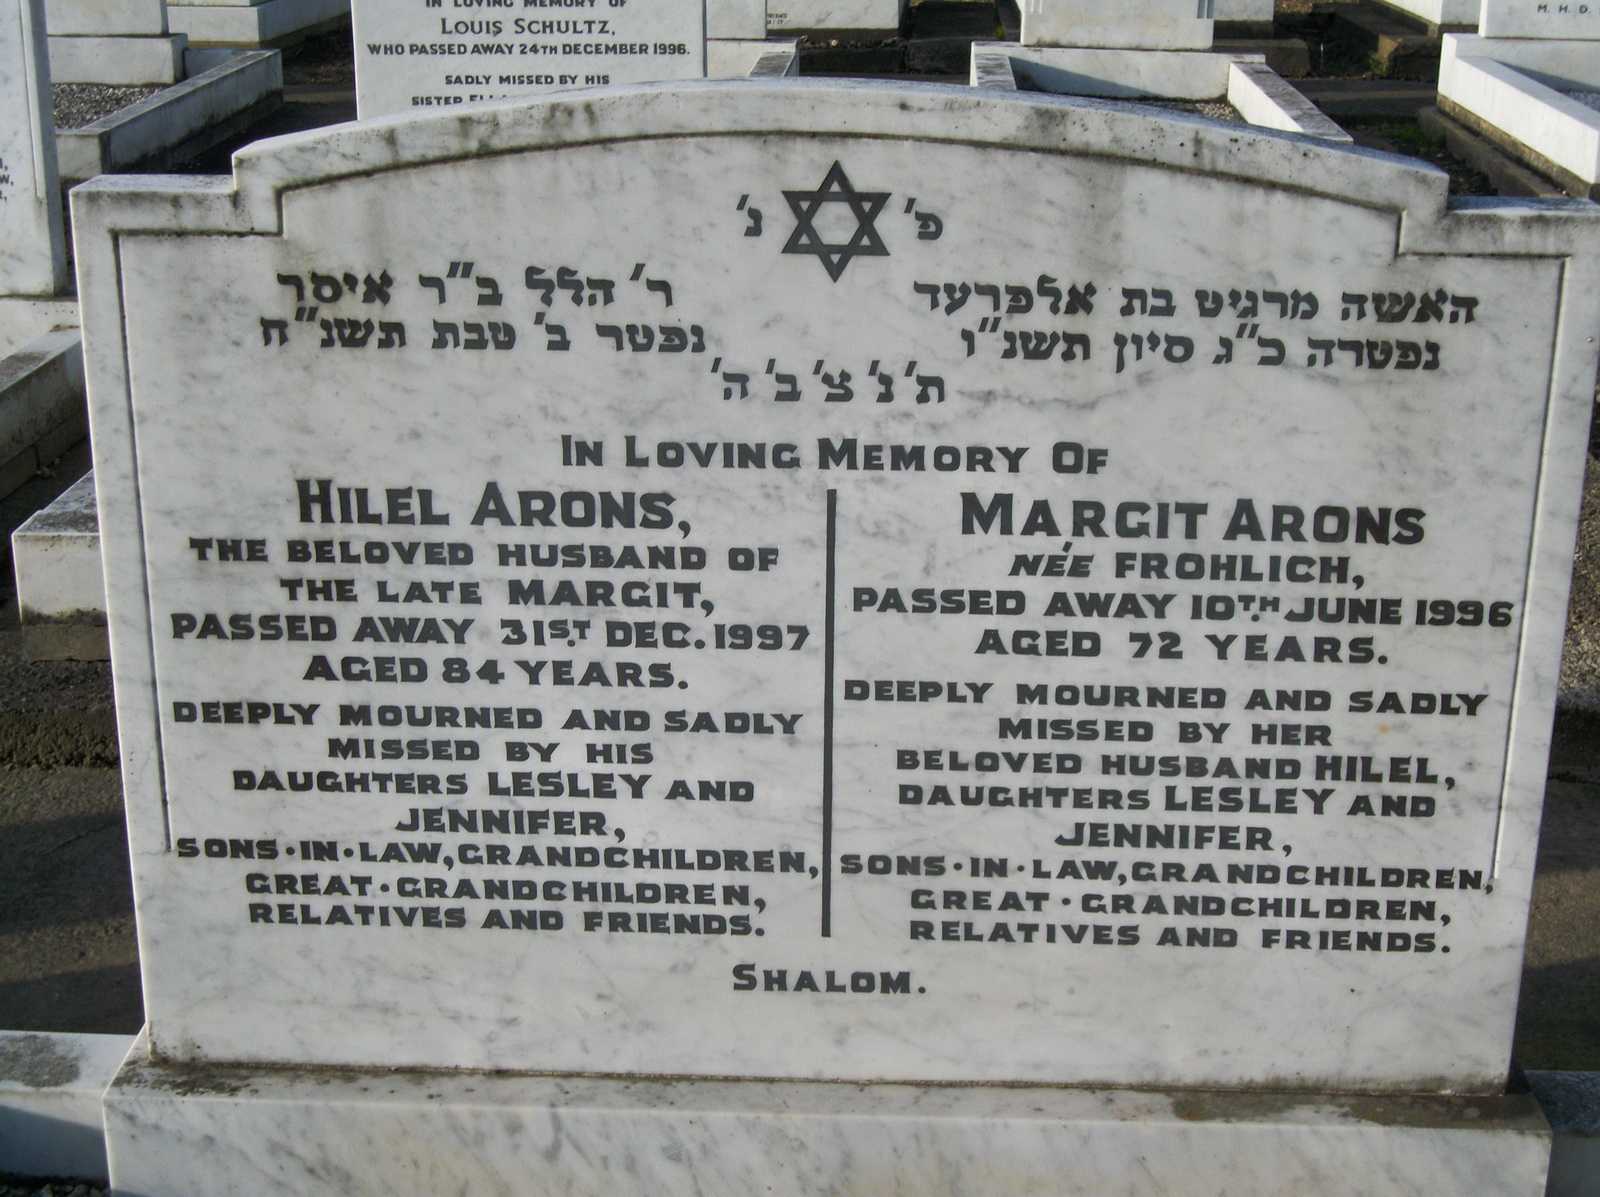 IN LOVING MEMORY OF
LOUIS SCHULTZ,
WHO PASSED AWAY 24TH DECEMBER 1996.
SADLY MISSED BY HIS
SISTER
M. H. D.
פ' נ'
האשה מרגיט בת אלפרעד
נפטרה כ"ג סיון תשנ"ו
ר' הלל ב"ר איסר
נפטר ב' טבת תשנ"ח
ת' נ' צ' ב' ה'
IN LOVING MEMORY OF
HILEL ARONS,
THE BELOVED HUSBAND OF
THE LATE MARGIT,
PASSED AWAY 31ST DEC. 1997
AGED 84 YEARS.
DEEPLY MOURNED AND SADLY
MISSED BY HIS
DAUGHTERS LESLEY AND
JENNIFER,
SONS·IN·LAW, GRANDCHILDREN,
GREAT·GRANDCHILDREN,
RELATIVES AND FRIENDS.
MARGIT ARONS
NÉE FROHLICH,
PASSED AWAY 10TH JUNE 1996
AGED 72 YEARS.
DEEPLY MOURNED AND SADLY
MISSED BY HER
BELOVED HUSBAND HILEL,
DAUGHTERS LESLEY AND
JENNIFER,
SONS·IN·LAW, GRANDCHILDREN,
GREAT·GRANDCHILDREN,
RELATIVES AND FRIENDS.
SHALOM.